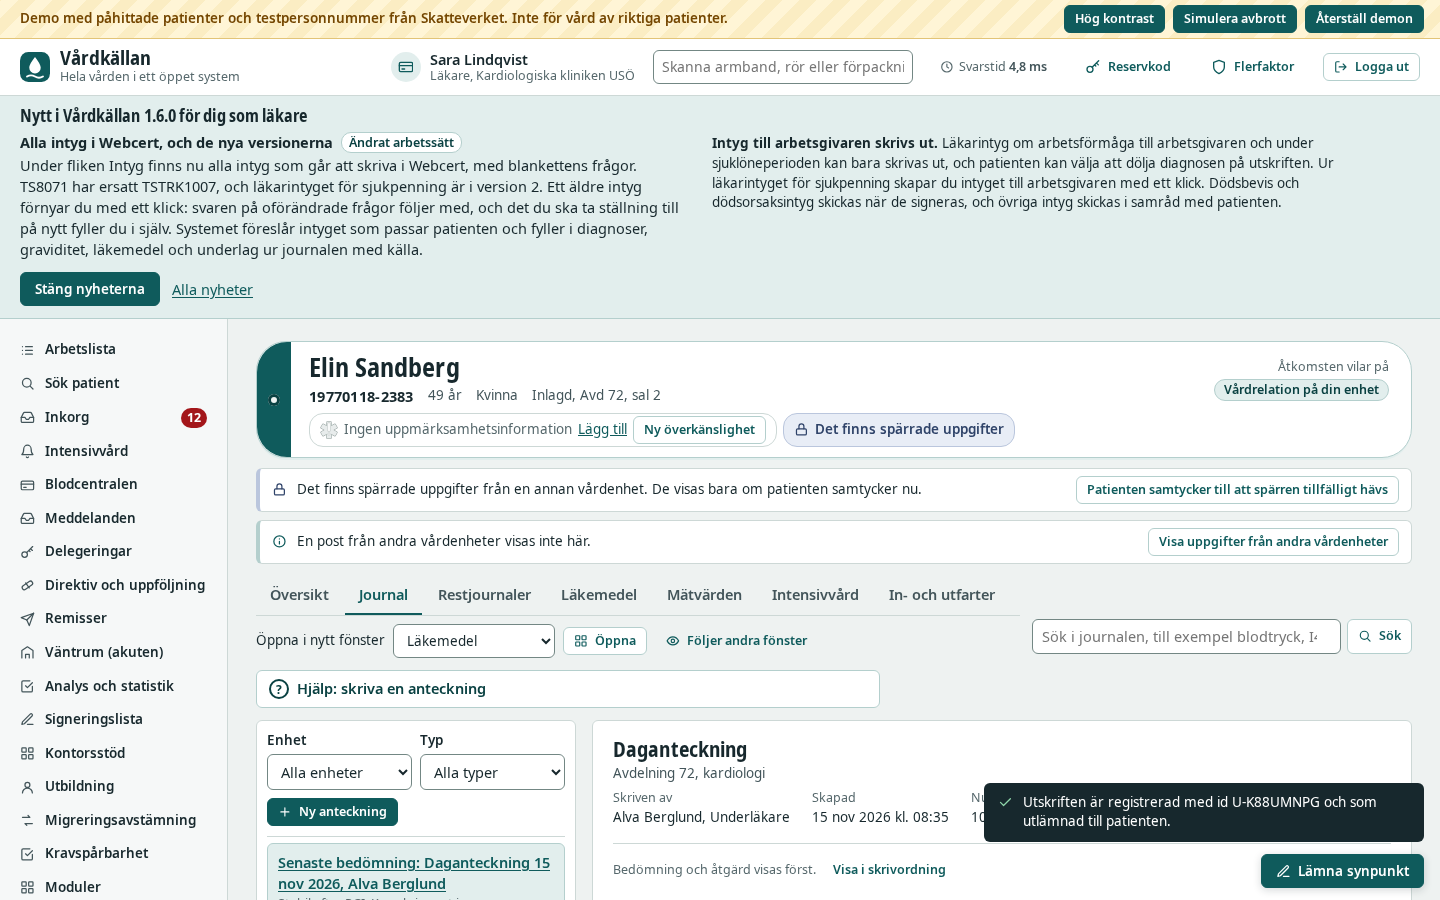 Demo med påhittade patienter och testpersonnummer från Skatteverket. Inte för vård av riktiga patienter.
Hög kontrast
Simulera avbrott
Återställ demon
Vårdkällan
Hela vården i ett öppet system
Sara Lindqvist
Läkare, Kardiologiska kliniken USÖ
Skanna armband, rör eller förpackni
Svarstid 4,8 ms
Reservkod
Flerfaktor
Logga ut
Nytt i Vårdkällan 1.6.0 för dig som läkare
Alla intyg i Webcert, och de nya versionerna
Ändrat arbetssätt
Under fliken Intyg finns nu alla intyg som går att skriva i Webcert, med blankettens frågor.
TS8071 har ersatt TSTRK1007, och läkarintyget för sjukpenning är i version 2. Ett äldre intyg
förnyar du med ett klick: svaren på oförändrade frågor följer med, och det du ska ta ställning till
på nytt fyller du i själv. Systemet föreslår intyget som passar patienten och fyller i diagnoser,
graviditet, läkemedel och underlag ur journalen med källa.
Intyg till arbetsgivaren skrivs ut. Läkarintyg om arbetsförmåga till arbetsgivaren och under
sjuklöneperioden kan bara skrivas ut, och patienten kan välja att dölja diagnosen på utskriften. Ur
läkarintyget för sjukpenning skapar du intyget till arbetsgivaren med ett klick. Dödsbevis och
dödsorsaksintyg skickas när de signeras, och övriga intyg skickas i samråd med patienten.
Stäng nyheterna
Alla nyheter
Arbetslista
Sök patient
Inkorg
12
Intensivvård
Blodcentralen
Meddelanden
Delegeringar
Direktiv och uppföljning
Remisser
Väntrum (akuten)
Analys och statistik
Signeringslista
Kontorsstöd
Utbildning
Migreringsavstämning
Kravspårbarhet
Moduler
Elin Sandberg
19770118-2383
49 år
Kvinna
Inlagd, Avd 72, sal 2
Ingen uppmärksamhetsinformation
Lägg till
Ny överkänslighet
Det finns spärrade uppgifter
Åtkomsten vilar på
Vårdrelation på din enhet
Det finns spärrade uppgifter från en annan vårdenhet. De visas bara om patienten samtycker nu.
Patienten samtycker till att spärren tillfälligt hävs
En post från andra vårdenheter visas inte här.
Visa uppgifter från andra vårdenheter
Översikt
Journal
Restjournaler
Läkemedel
Mätvärden
Intensivvård
In- och utfarter
Öppna i nytt fönster
Läkemedel
Öppna
Följer andra fönster
Sök i journalen, till exempel blodtryck, I
Sök
Hjälp: skriva en anteckning
Enhet
Typ
Alla enheter
Alla typer
Ny anteckning
Senaste bedömning: Daganteckning 15
nov 2026, Alva Berglund
Daganteckning
Avdelning 72, kardiologi
Skriven av
Alva Berglund, Underläkare
Skapad
15 nov 2026 kl. 08:35
Bedömning och åtgärd visas först.
Visa i skrivordning
Utskriften är registrerad med id U-K88UMNPG och som
utlämnad till patienten.
Lämna synpunkt